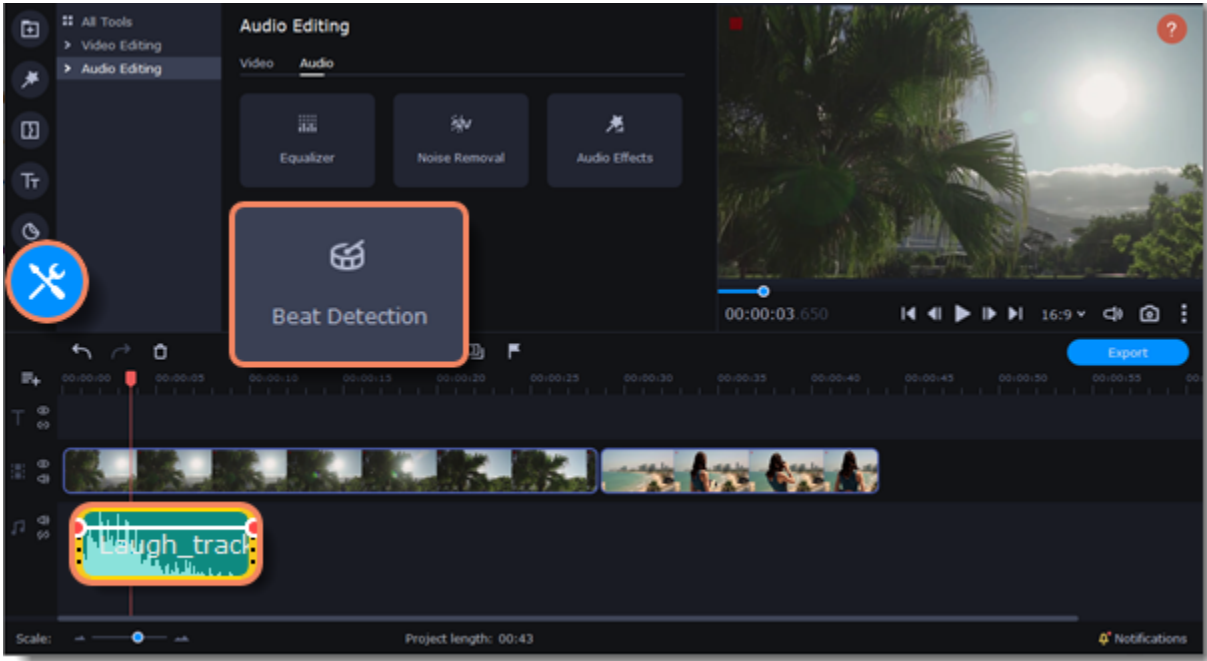 All Tools
Video Editing
Audio Editing
Audio Editing
Video Audio
Equalizer
Noise Removal
Audio Effects
Beat Detection
?
00:00:03.650
16:9
Export
00:00:00 00:00:05 00:00:10 00:00:15 00:00:20 00:00:25 00:00:30 00:00:35 00:00:40 00:00:45 00:00:50 00:00:55 00:
Tт
T
Laugh_track
Scale:
Project length: 00:43
Notifications